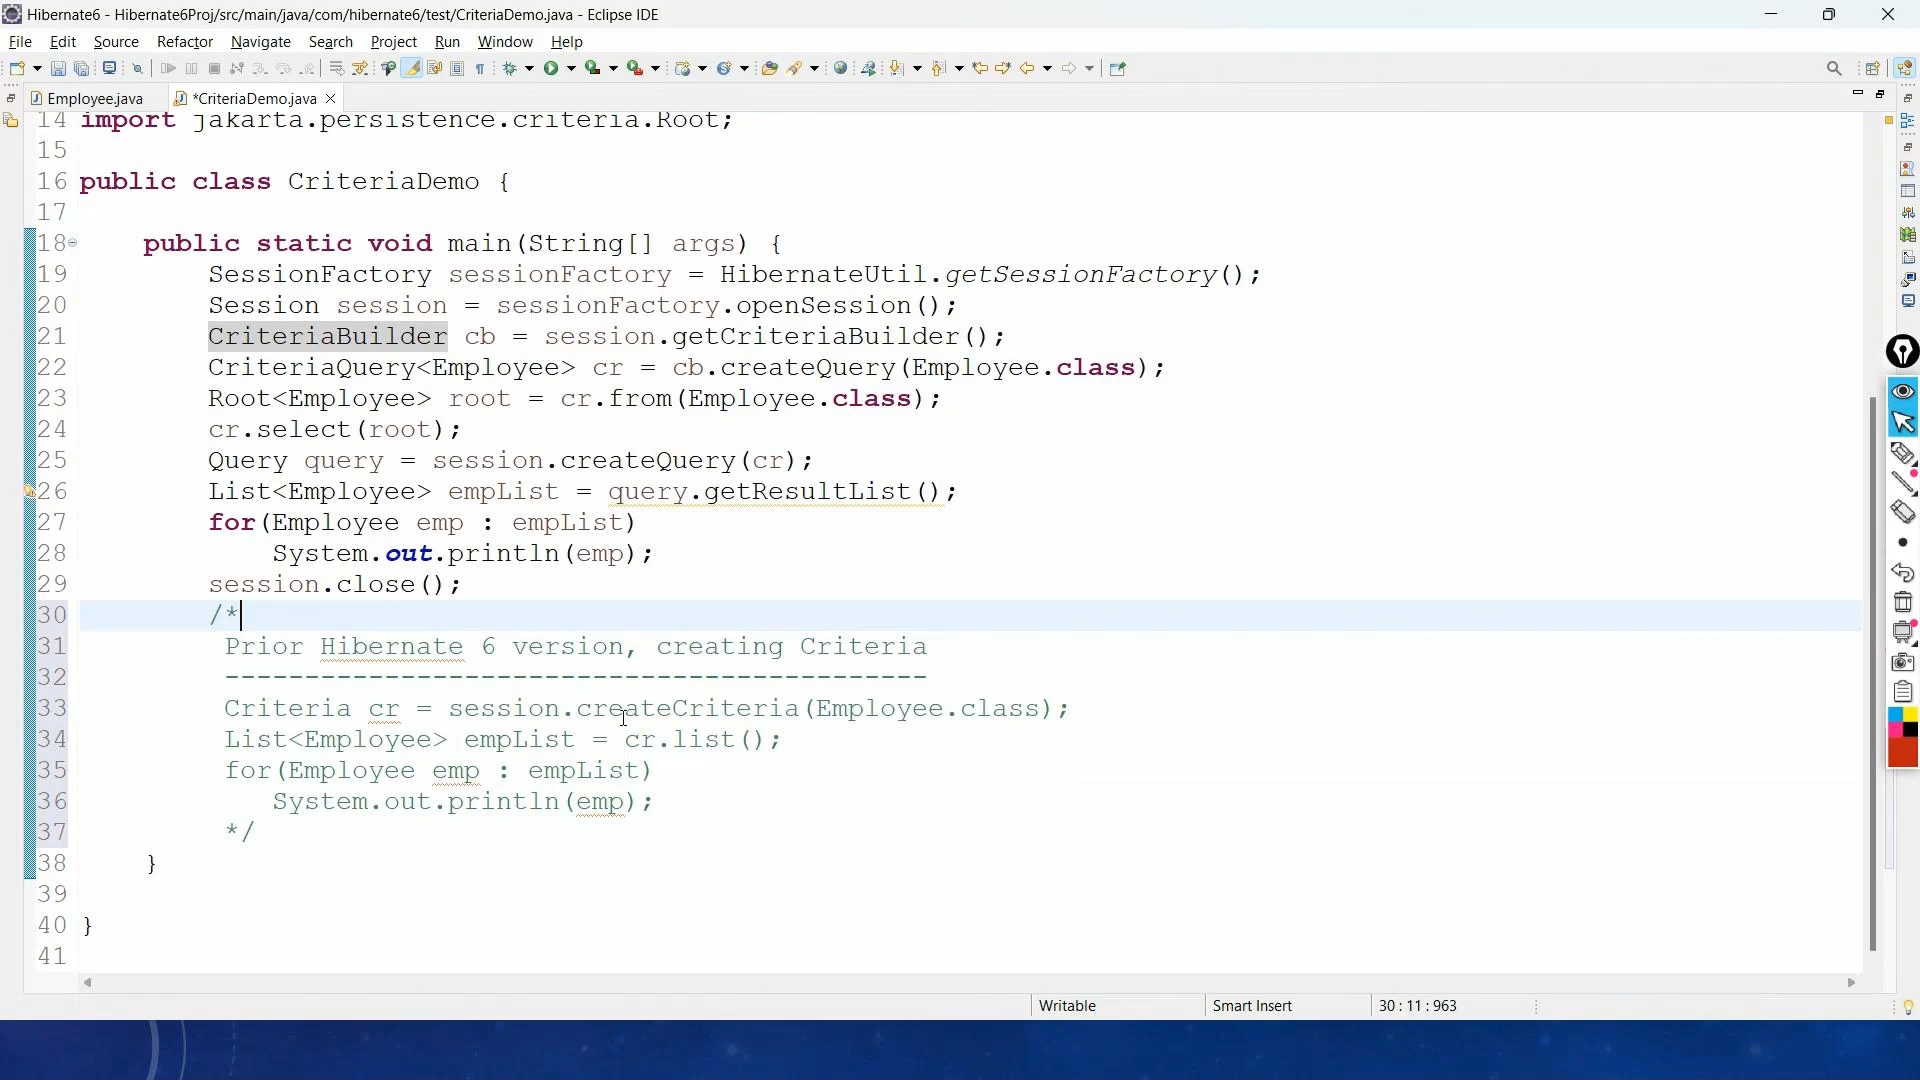 Hibernate6 - Hibernate6Proj/src/main/java/com/hibernate6/test/CriteriaDemo.java - Eclipse IDE
File Edit Source Refactor Navigate Search Project Run Window Help
Employee.java *CriteriaDemo.java
14 import jakarta.persistence.criteria.Root;
15
16 public class CriteriaDemo {
17
18 public static void main(String[] args) {
19 SessionFactory sessionFactory = HibernateUtil.getSessionFactory();
20 Session session = sessionFactory.openSession();
21 CriteriaBuilder cb = session.getCriteriaBuilder();
22 CriteriaQuery<Employee> cr = cb.createQuery(Employee.class);
23 Root<Employee> root = cr.from(Employee.class);
24 cr.select(root);
25 Query query = session.createQuery(cr);
26 List<Employee> empList = query.getResultList();
27 for(Employee emp : empList)
28 System.out.println(emp);
29 session.close();
30 /*
31 Prior Hibernate 6 version, creating Criteria
32 --------------------------------------------
33 Criteria cr = session.createCriteria(Employee.class);
34 List<Employee> empList = cr.list();
35 for(Employee emp : empList)
36 System.out.println(emp);
37 */
38 }
39
40 }
41
Writable Smart Insert 30 : 11 : 963